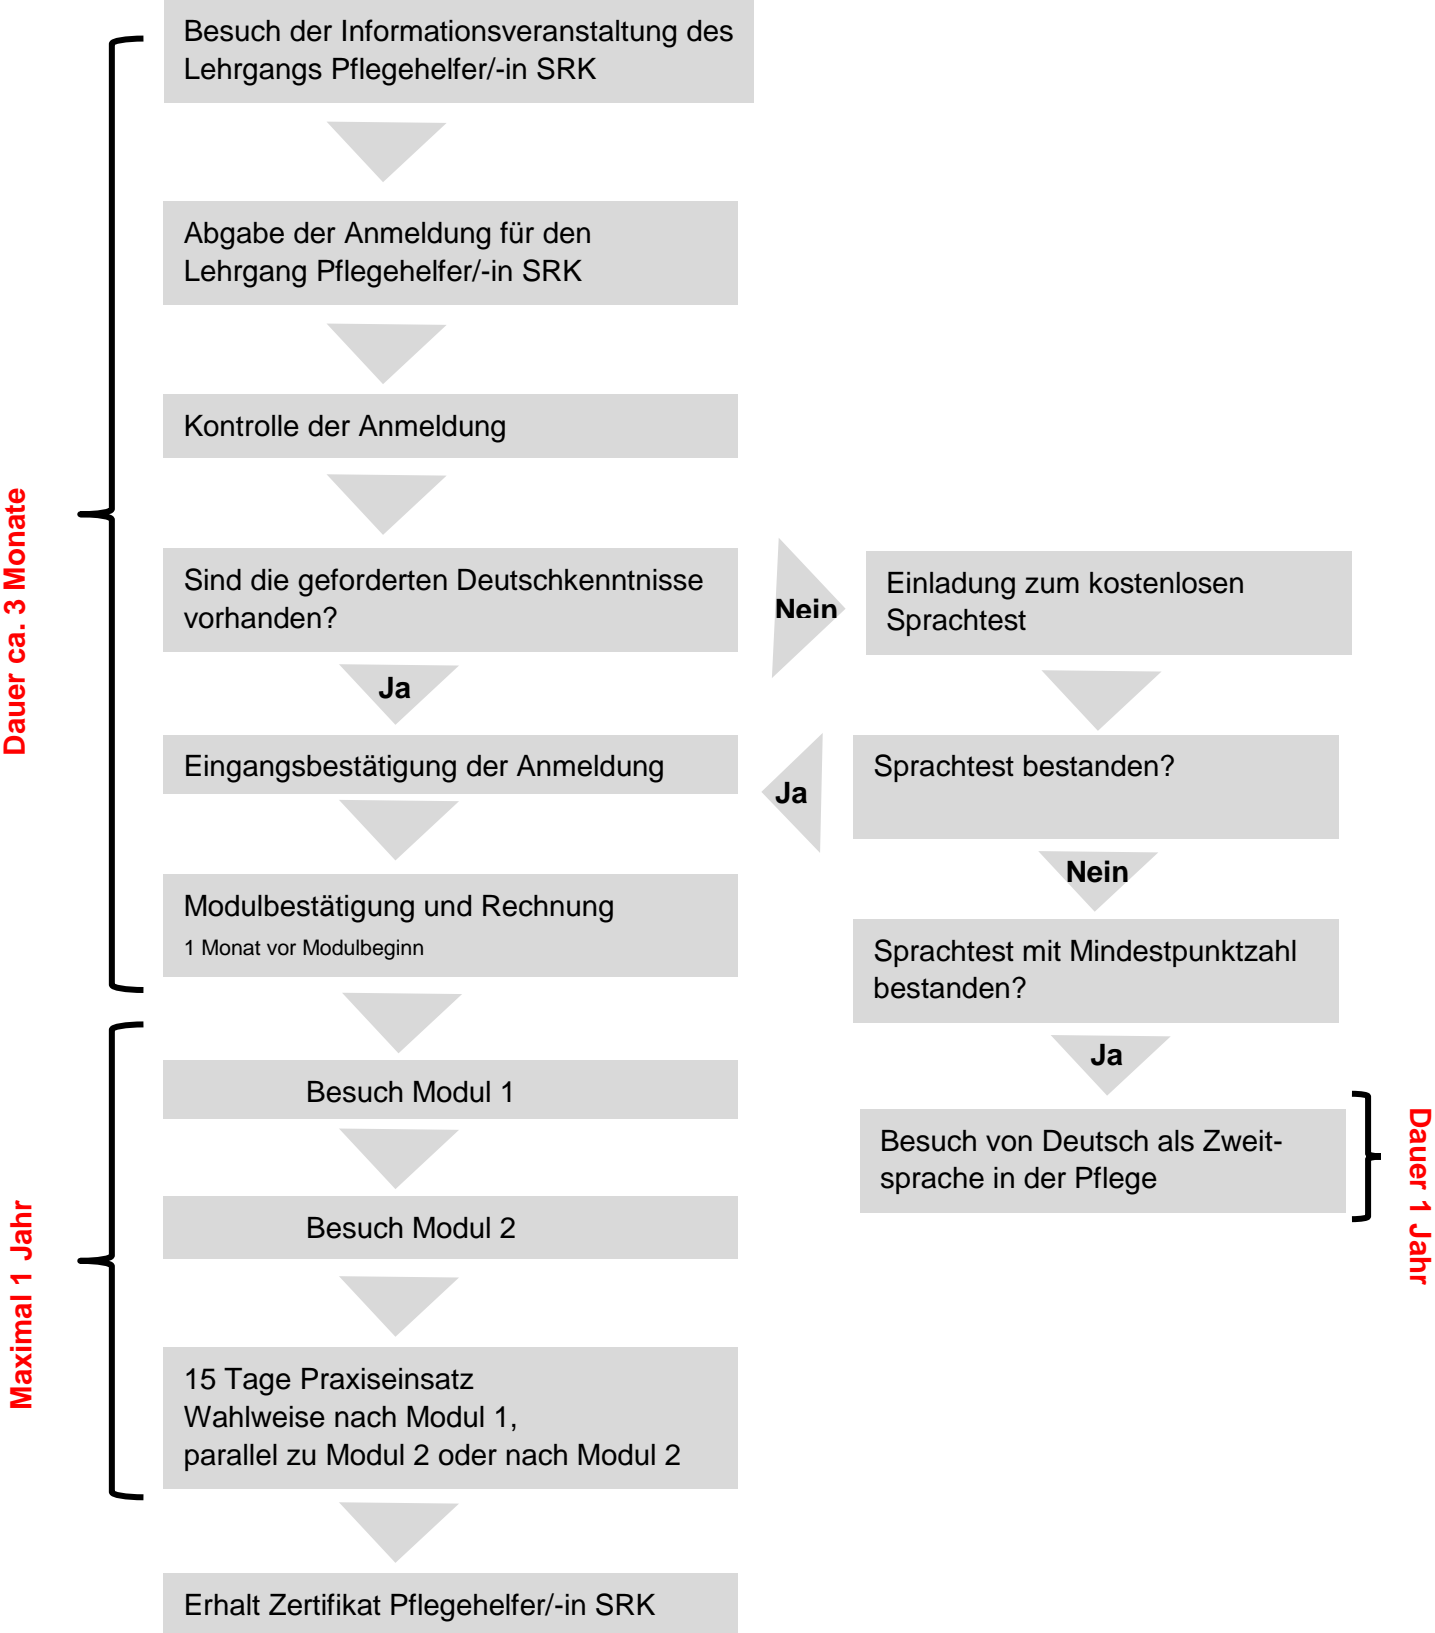 Besuch der Informationsveranstaltung des
Lehrgangs Pflegehelfer/-in SRK
Abgabe der Anmeldung für den
Lehrgang Pflegehelfer/-in SRK
Kontrolle der Anmeldung
Dauer ca. 3 Monate
Sind die geforderten Deutschkenntnisse
vorhanden?
Nein
Einladung zum kostenlosen
Sprachtest
Ja
Eingangsbestätigung der Anmeldung
Ja
Sprachtest bestanden?
Nein
Modulbestätigung und Rechnung
1 Monat vor Modulbeginn
Sprachtest mit Mindestpunktzahl
bestanden?
Ja
Besuch Modul 1
Besuch von Deutsch als Zweit-
sprache in der Pflege
Dauer 1 Jahr
Maximal 1 Jahr
Besuch Modul 2
15 Tage Praxiseinsatz
Wahlweise nach Modul 1,
parallel zu Modul 2 oder nach Modul 2
Erhalt Zertifikat Pflegehelfer/-in SRK